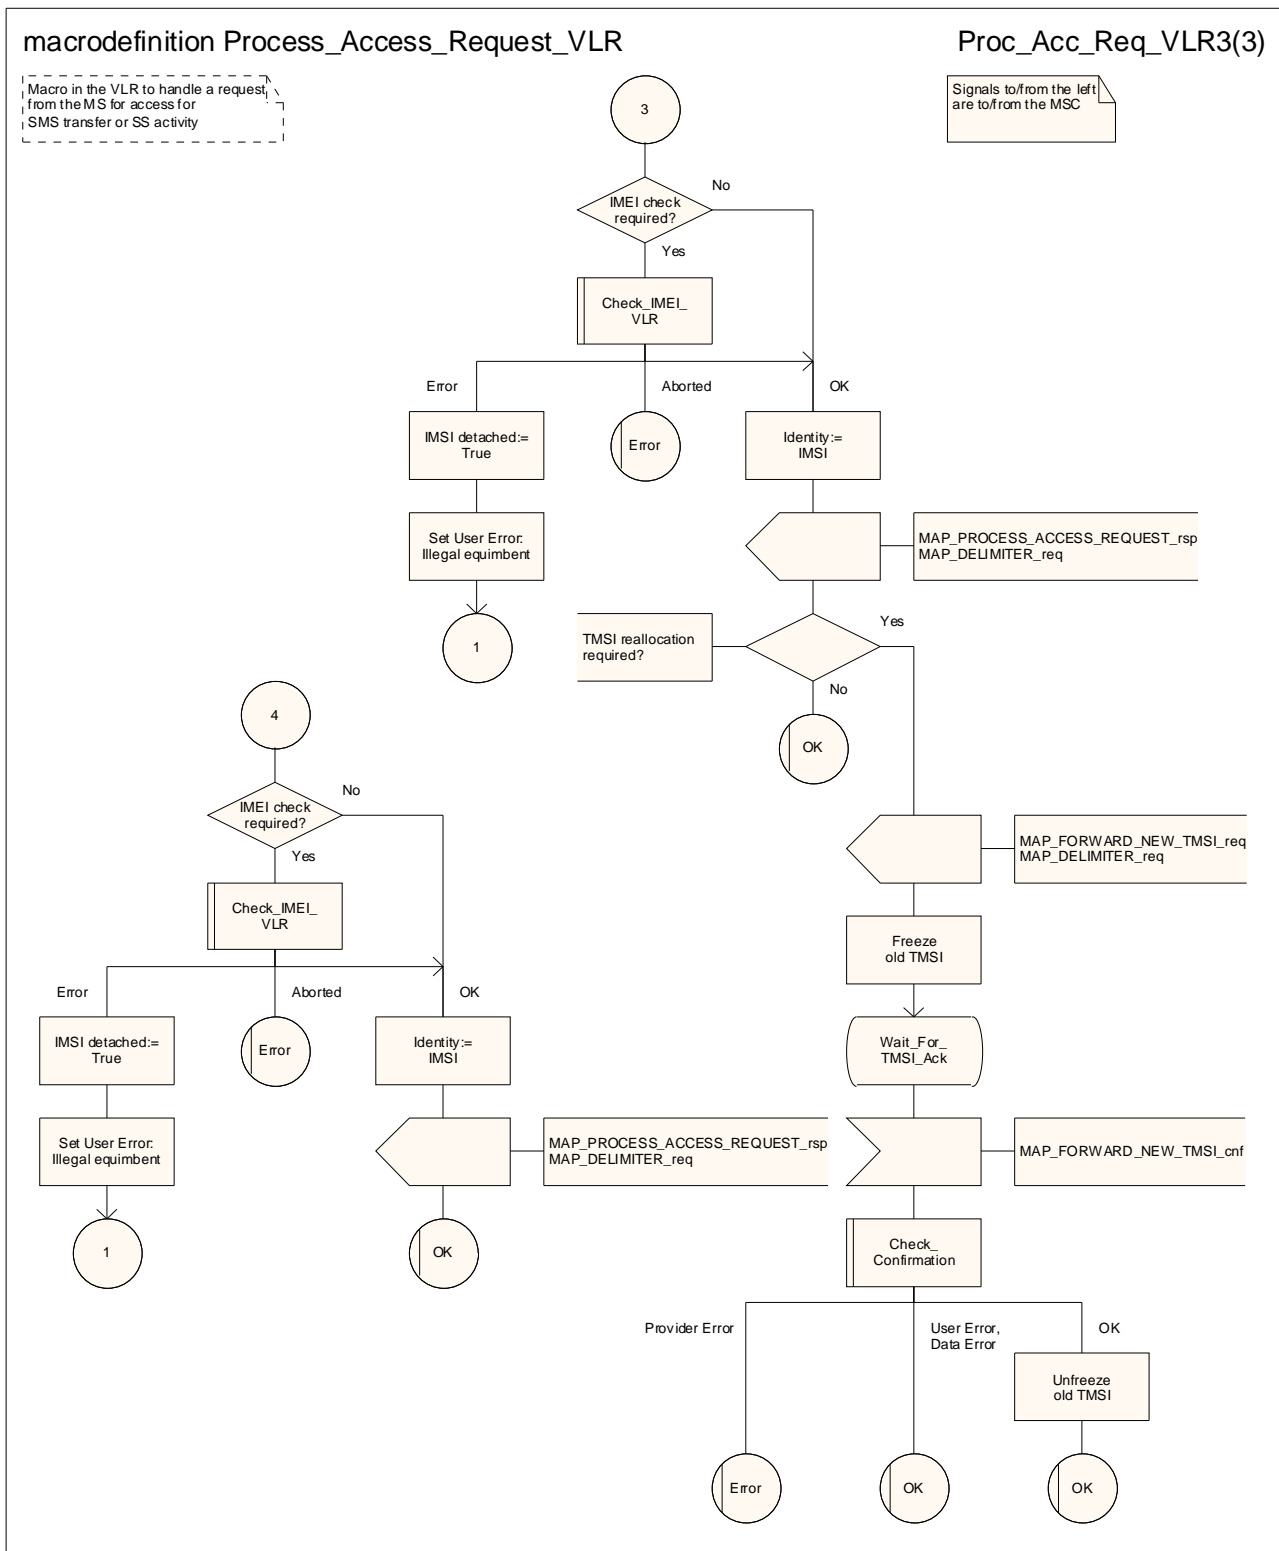 macrodefinition Process_Access_Request_VLR
Proc_Acc_Req_VLR3(3)
Macro in the VLR to handle a request
from the MS for access for
SMS transfer or SS activity
Signals to/from the left
are to/from the MSC
3
IMEI check
required?
No
Yes
Check_IMEI_
VLR
Error
Aborted
OK
IMSI detached:=
True
Error
Identity:=
IMSI
Set User Error:
Illegal equimbent
MAP_PROCESS_ACCESS_REQUEST_rsp
MAP_DELIMITER_req
1
TMSI reallocation
required?
Yes
No
OK
4
IMEI check
required?
No
Yes
Check_IMEI_
VLR
Error
Aborted
OK
IMSI detached:=
True
Error
Identity:=
IMSI
Set User Error:
Illegal equimbent
MAP_PROCESS_ACCESS_REQUEST_rsp
MAP_DELIMITER_req
1
OK
MAP_FORWARD_NEW_TMSI_req
MAP_DELIMITER_req
Freeze
old TMSI
Wait_For_
TMSI_Ack
MAP_FORWARD_NEW_TMSI_cnf
Check_
Confirmation
Provider Error
User Error,
Data Error
OK
Unfreeze
old TMSI
Error
OK
OK